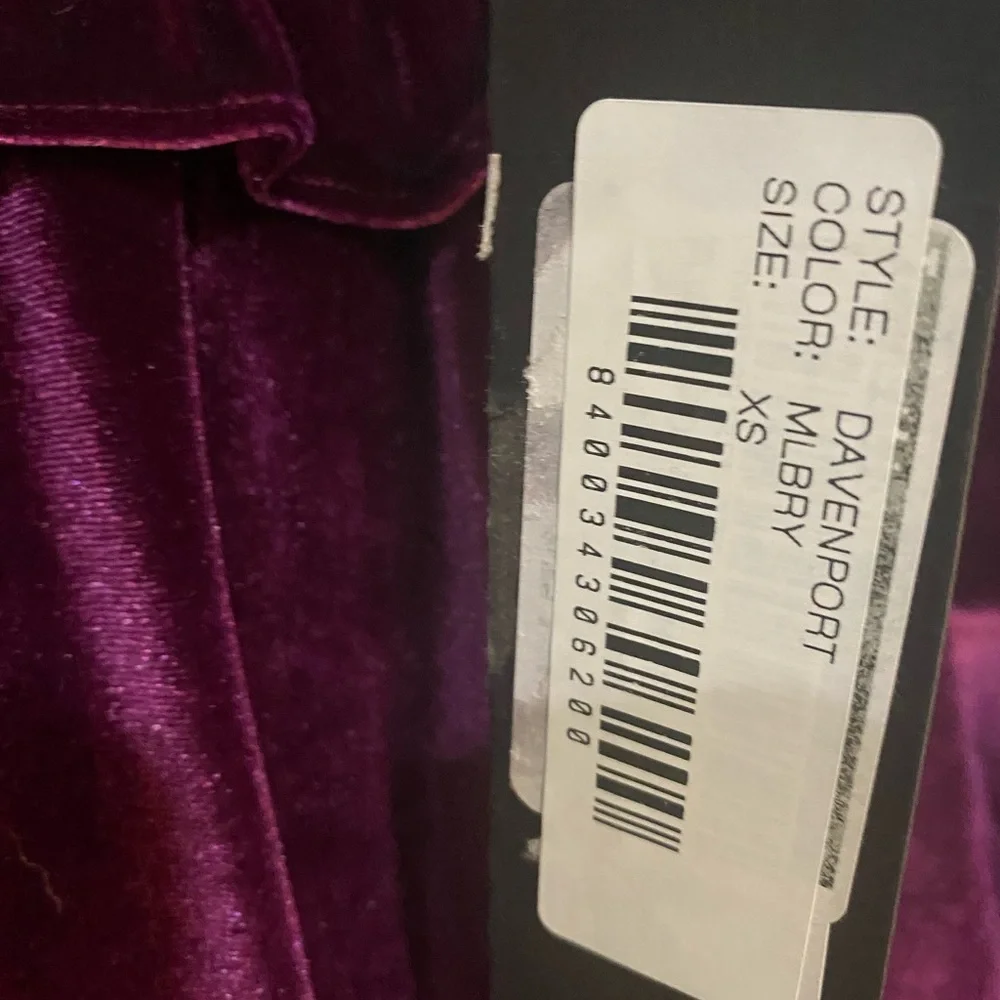 STYLE: DAVENPORT
COLOR: MLBRY
SIZE: XS
840034306200